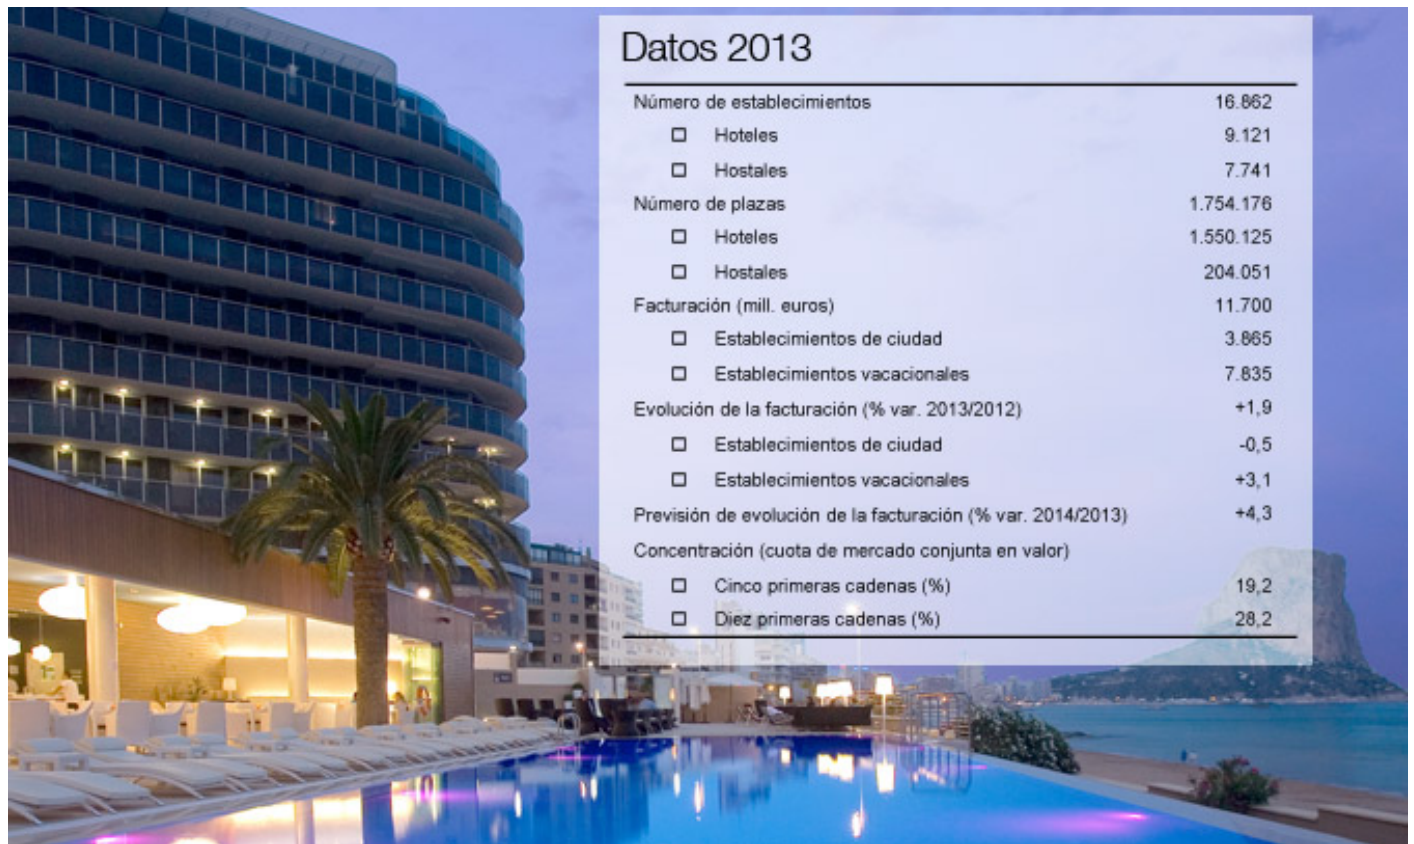 Datos 2013
Número de establecimientos 16.862
Hoteles 9.121
Hostales 7.741
Número de plazas 1.754.176
Hoteles 1.550.125
Hostales 204.051
Facturación (mill. euros) 11.700
Establecimientos de ciudad 3.865
Establecimientos vacacionales 7.835
Evolución de la facturación (% var. 2013/2012) +1,9
Establecimientos de ciudad -0,5
Establecimientos vacacionales +3,1
Previsión de evolución de la facturación (% var. 2014/2013) +4,3
Concentración (cuota de mercado conjunta en valor)
Cinco primeras cadenas (%) 19,2
Diez primeras cadenas (%) 28,2